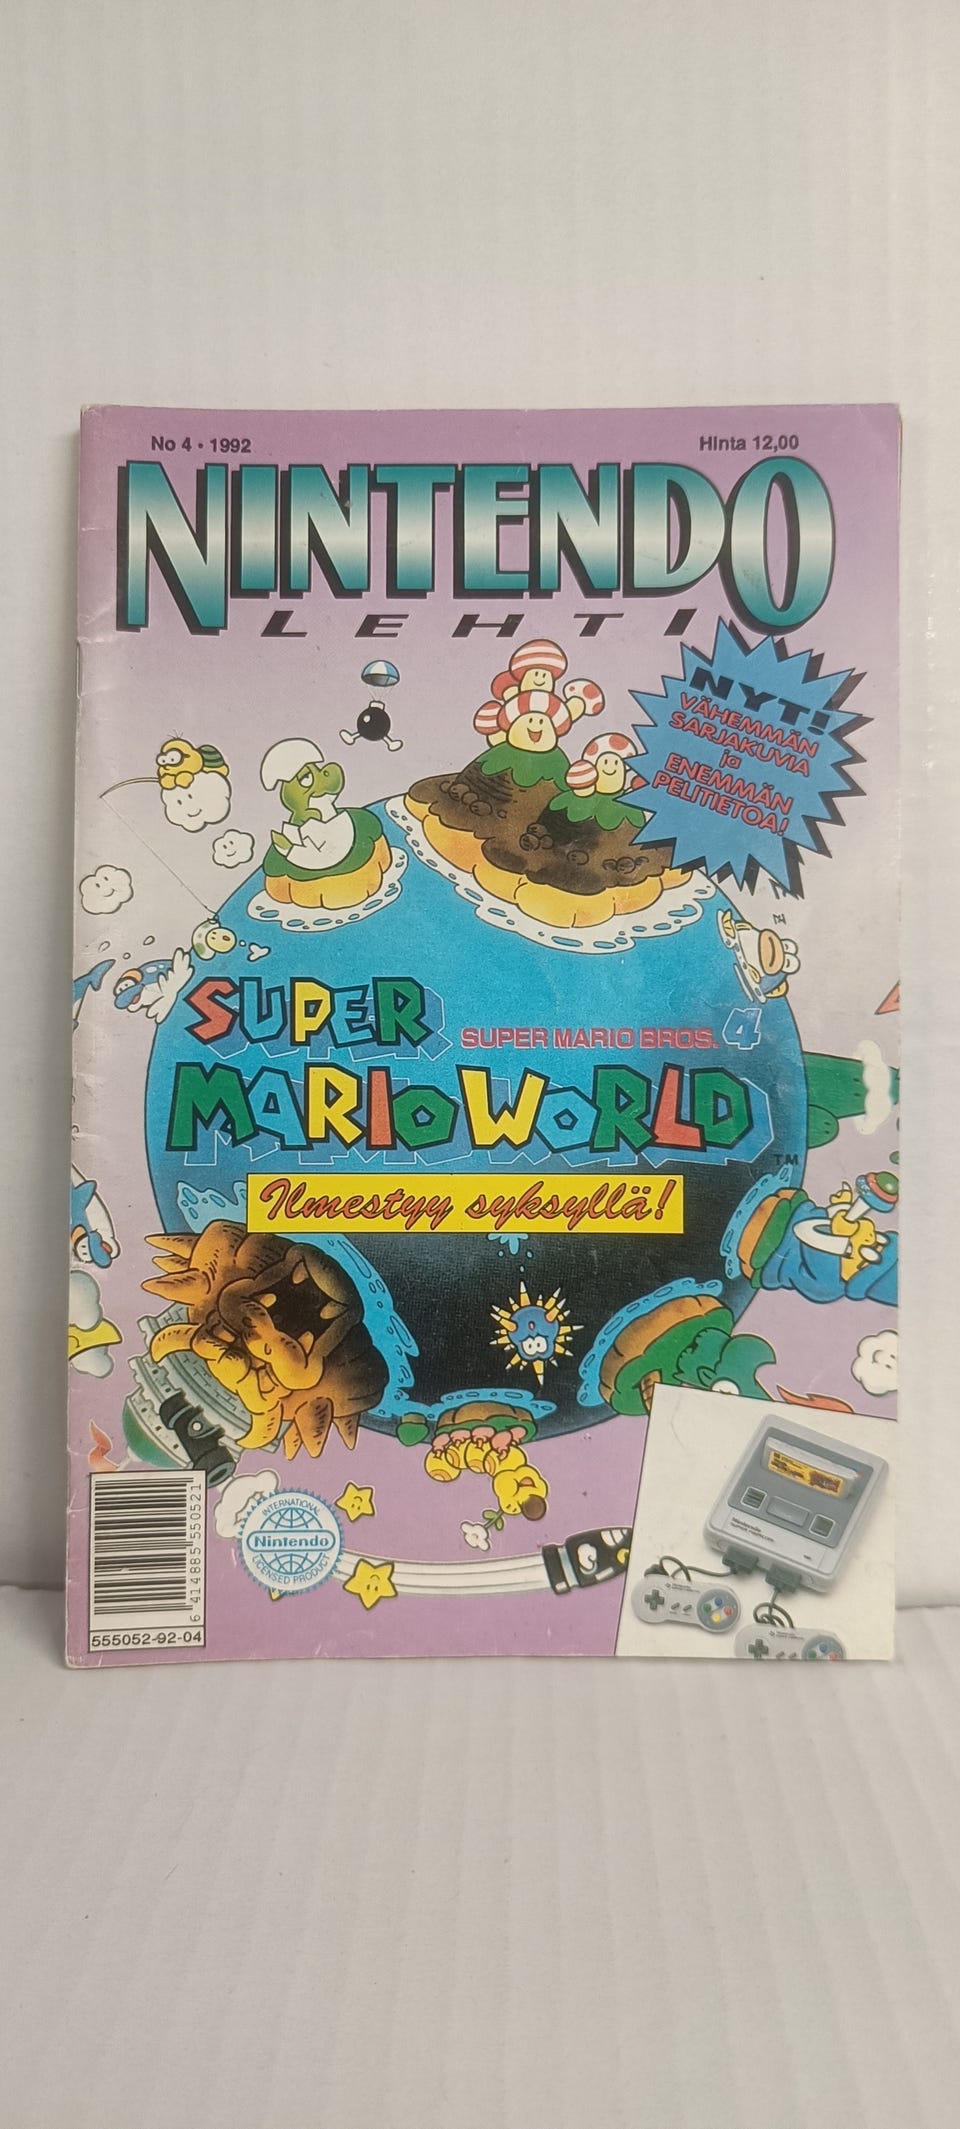 No 4 • 1992
Hinta 12,00
NINTENDO
LEHTI
NYT!
VÄHEMMÄN
SARJAKUVIA
ja
ENEMMÄN
PELITIETOA!
SUPER
SUPER MARIO BROS. 4
MARIO WORLD
TM
Ilmestyy syksyllä!
INTERNATIONAL
Nintendo
LICENSED PRODUCT
6 414885 550521
555052-92-04